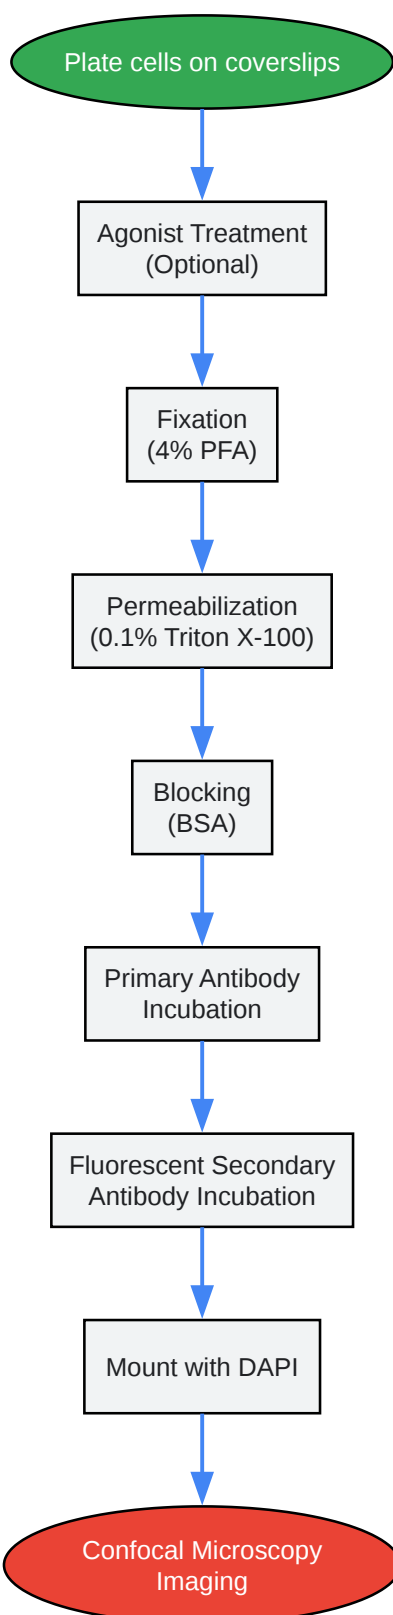 Plate cells on coverslips
Agonist Treatment
(Optional)
Fixation
(4% PFA)
Permeabilization
(0.1% Triton X-100)
Blocking
(BSA)
Primary Antibody
Incubation
Fluorescent Secondary
Antibody Incubation
Mount with DAPI
Confocal Microscopy
Imaging